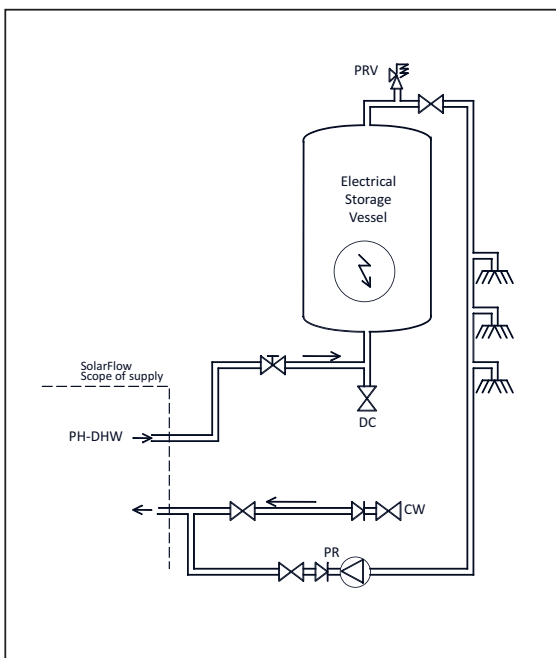 PRV
Electrical
Storage
Vessel
SolarFlow
Scope of supply
DC
PH-DHW
CW
PR